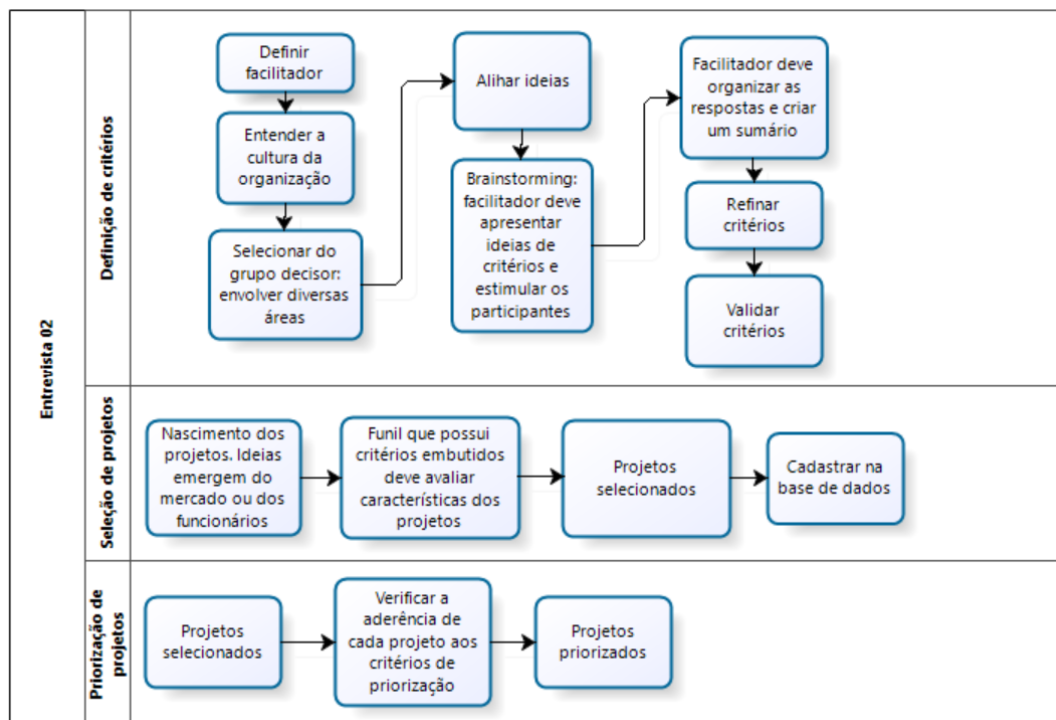 Entrevista 02
Definição de critérios
Definir
facilitador
Entender a
cultura da
organização
Selecionar do
grupo decisor:
envolver diversas
áreas
Alihar ideias
Brainstorming:
facilitador deve
apresentar
ideias de
critérios e
estimular os
participantes
Facilitador deve
organizar as
respostas e criar
um sumário
Refinar
critérios
Validar
critérios
Seleção de projetos
Nascimento dos
projetos. Ideias
emergem do
mercado ou dos
funcionários
Funil que possui
critérios embutidos
deve avaliar
características dos
projetos
Projetos
selecionados
Cadastrar na
base de dados
Priorização de
projetos
Projetos
selecionados
Verificar a
aderência de
cada projeto aos
critérios de
priorização
Projetos
priorizados